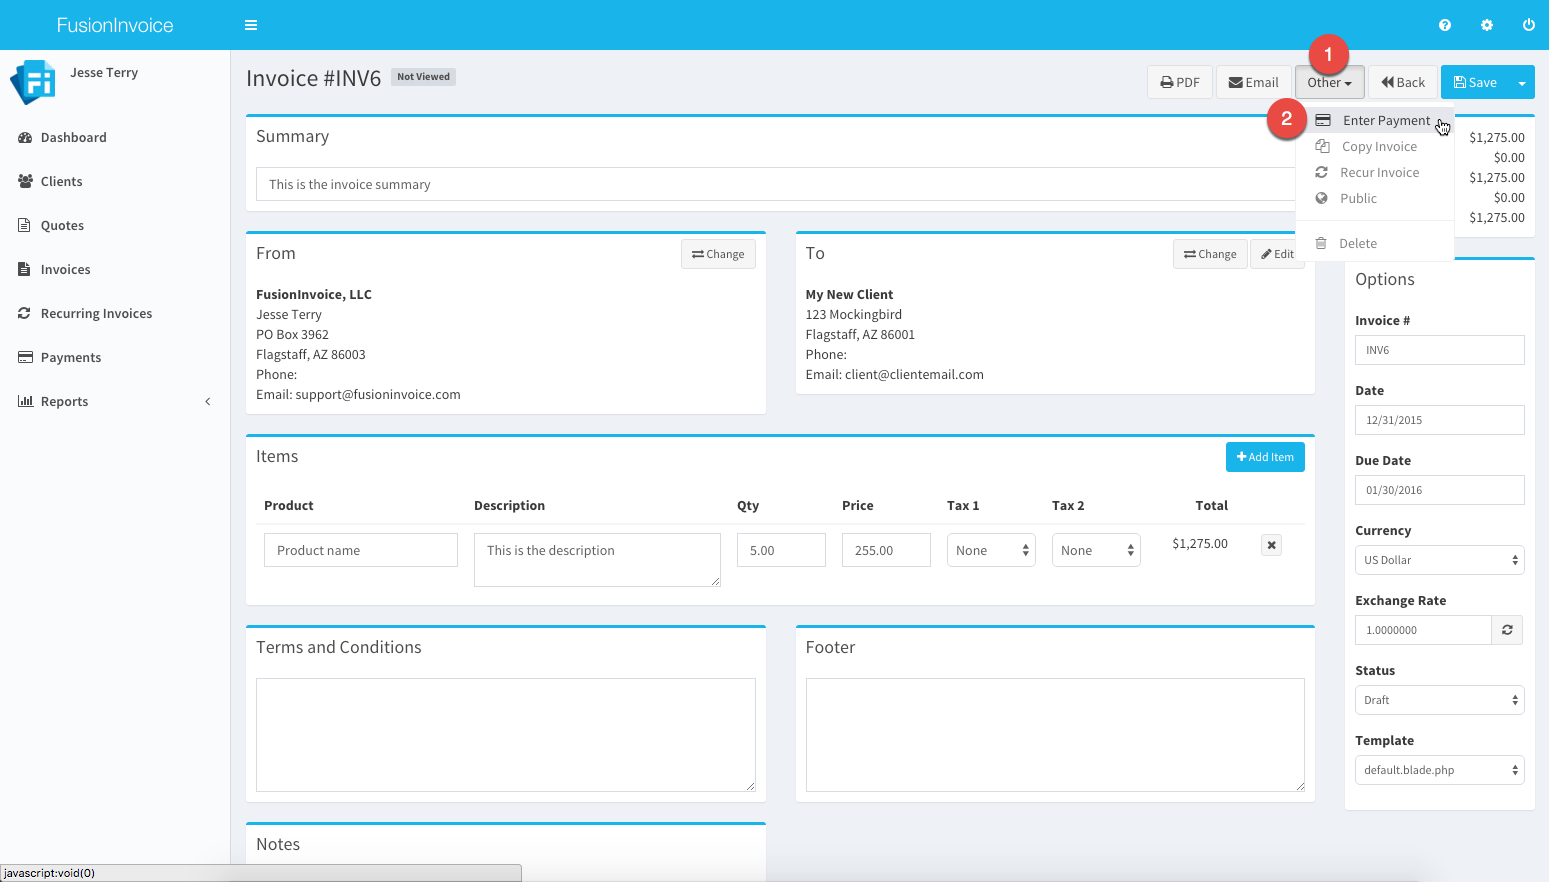 FusionInvoice
Jesse Terry
Dashboard
Clients
Quotes
Invoices
Recurring Invoices
Payments
Reports
Invoice #INV6 Not Viewed
1
PDF Email Other Back Save
2
Enter Payment
Copy Invoice
Recur Invoice
Public
Delete
$1,275.00
$0.00
$1,275.00
$0.00
$1,275.00
Summary
This is the invoice summary
From
Change
FusionInvoice, LLC
Jesse Terry
PO Box 3962
Flagstaff, AZ 86003
Phone:
Email: support@fusioninvoice.com
To
Change Edit
My New Client
123 Mockingbird
Flagstaff, AZ 86001
Phone:
Email: client@clientemail.com
Items
Add Item
Product Description Qty Price Tax 1 Tax 2 Total
Product name This is the description 5.00 255.00 None None $1,275.00
Terms and Conditions
Footer
Notes
Options
Invoice #
INV6
Date
12/31/2015
Due Date
01/30/2016
Currency
US Dollar
Exchange Rate
1.0000000
Status
Draft
Template
default.blade.php
javascript:void(0)